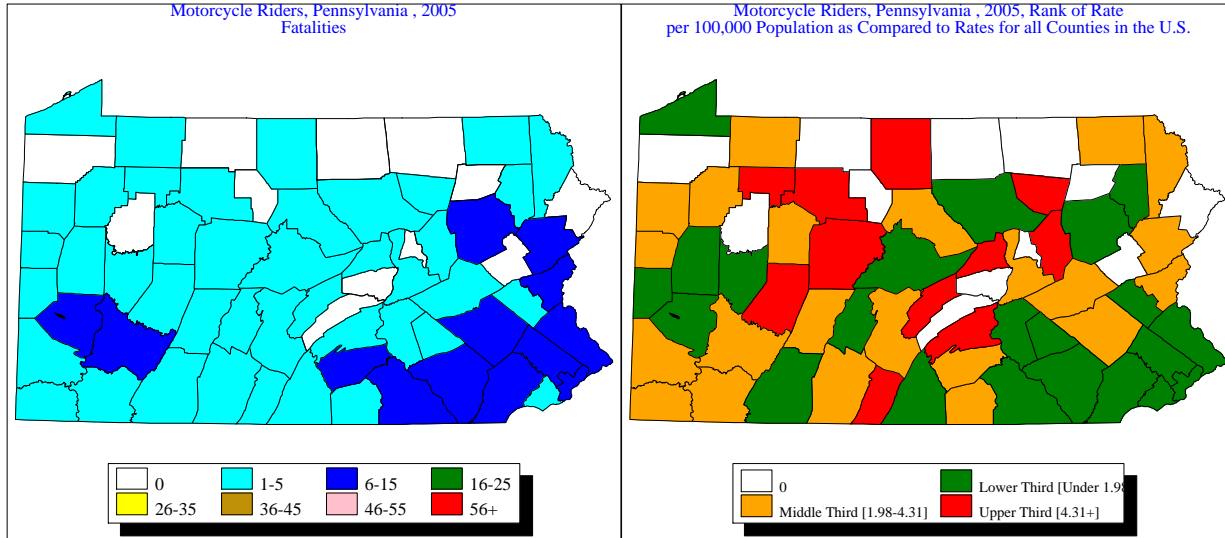 Motorcycle Riders, Pennsylvania , 2005
Fatalities
0
1-5
6-15
16-25
26-35
36-45
46-55
56+
Motorcycle Riders, Pennsylvania , 2005, Rank of Rate
per 100,000 Population as Compared to Rates for all Counties in the U.S.
0
Lower Third [Under 1.98
Middle Third [1.98-4.31]
Upper Third [4.31+]